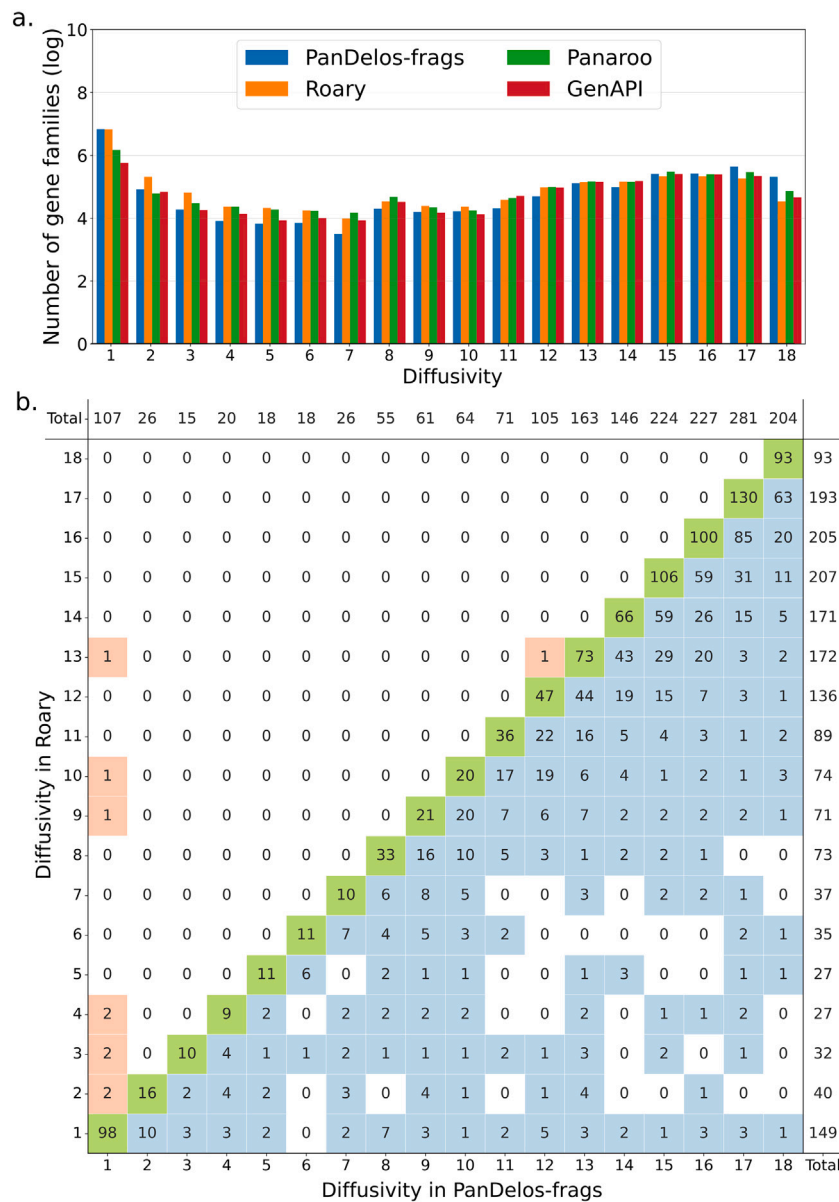 a.
10
8
6
4
2
0
Number of gene families (log)
PanDelos-frags Panaroo
Roary GenAPI
1 2 3 4 5 6 7 8 9 10 11 12 13 14 15 16 17 18
Diffusivity
b.
Total 107 26 15 20 18 18 26 55 61 64 71 105 163 146 224 227 281 204
18 0 0 0 0 0 0 0 0 0 0 0 0 0 0 0 0 0 93 93
17 0 0 0 0 0 0 0 0 0 0 0 0 0 0 0 0 130 63 193
16 0 0 0 0 0 0 0 0 0 0 0 0 0 0 0 100 85 20 205
15 0 0 0 0 0 0 0 0 0 0 0 0 0 0 106 59 31 11 207
14 0 0 0 0 0 0 0 0 0 0 0 0 0 66 59 26 15 5 171
13 1 0 0 0 0 0 0 0 0 0 0 1 73 43 29 20 3 2 172
12 0 0 0 0 0 0 0 0 0 0 0 47 44 19 15 7 3 1 136
11 0 0 0 0 0 0 0 0 0 0 36 22 16 5 4 3 1 2 89
10 1 0 0 0 0 0 0 0 0 20 17 19 6 4 1 2 1 3 74
9 1 0 0 0 0 0 0 0 21 20 7 6 7 2 2 2 2 1 71
8 0 0 0 0 0 0 0 33 16 10 5 3 1 2 2 1 0 0 73
7 0 0 0 0 0 0 10 6 8 5 0 0 3 0 2 2 1 0 37
6 0 0 0 0 0 11 7 4 5 3 2 0 0 0 0 0 2 1 35
5 0 0 0 0 11 6 0 2 1 1 0 0 1 3 0 0 1 1 27
4 2 0 0 9 2 0 2 2 2 2 0 0 2 0 1 1 2 0 27
3 2 0 10 4 1 1 2 1 1 1 2 1 3 0 2 0 1 0 32
2 2 16 2 4 2 0 3 0 4 1 0 1 4 0 0 1 0 0 40
1 98 10 3 3 2 0 2 7 3 1 2 5 3 2 1 3 3 1 149
Diffusivity in Roary
1 2 3 4 5 6 7 8 9 10 11 12 13 14 15 16 17 18 Total
Diffusivity in PanDelos-frags